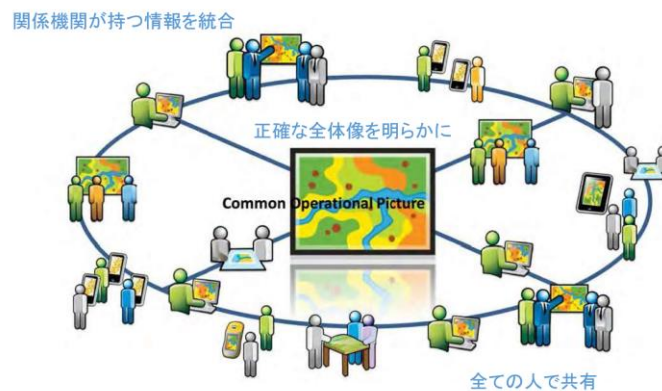 関係機関が持つ情報を統合
正確な全体像を明らかに
Common Operational Picture
全ての人で共有